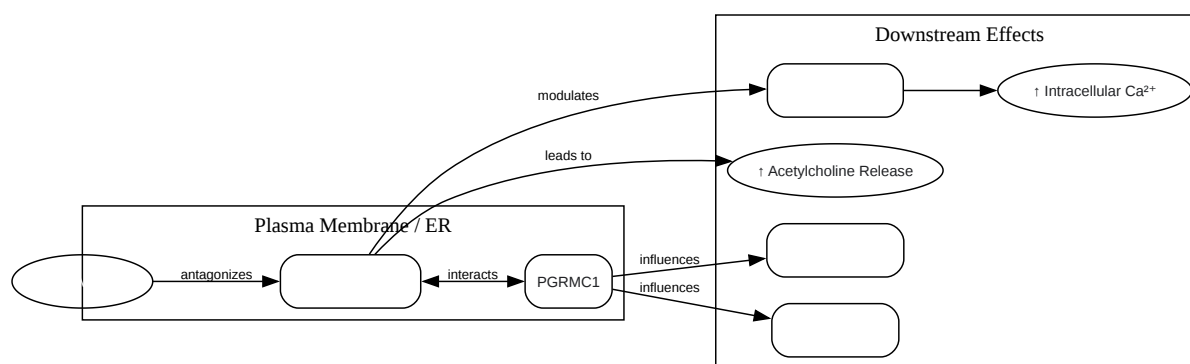 Downstream Effects
modulates
↑ Intracellular Ca²⁺
leads to
↑ Acetylcholine Release
Plasma Membrane / ER
antagonizes
interacts
PGRMC1
influences
influences